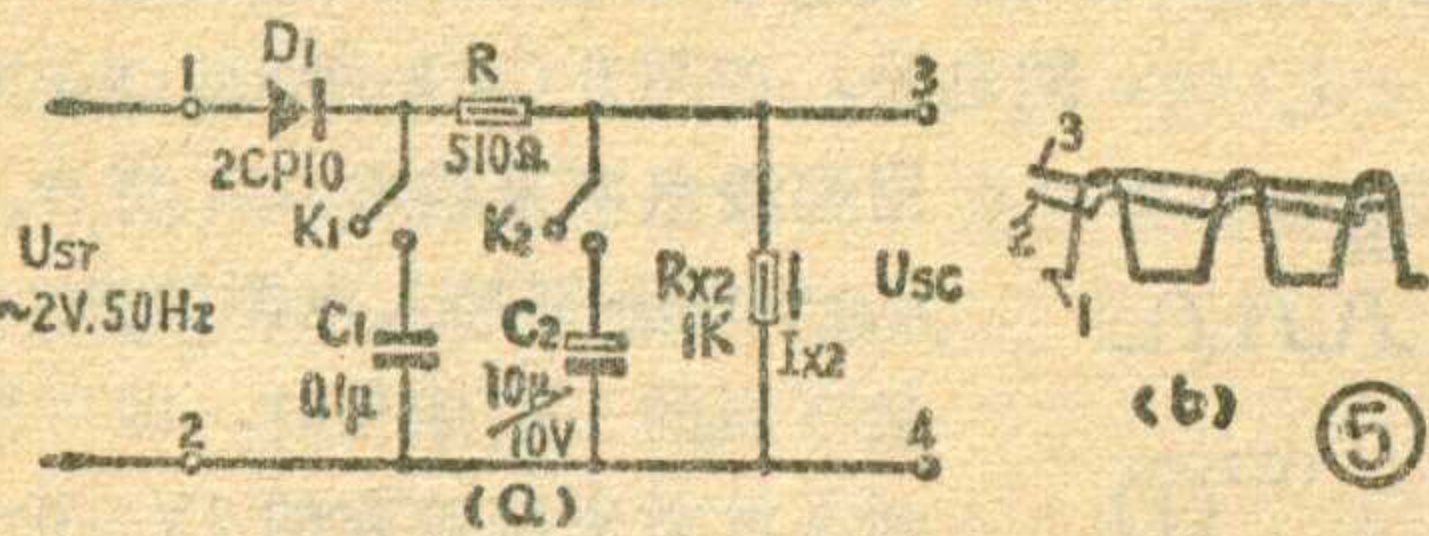 D1
1
R
3
2CP10
510Ω
K1
K2
UST
~2V.50Hz
C1
0.1μ
C2
10μ/10V
RX2
1K
IX2
USC
2
4
(a)
3
2
1
(b)
⑤